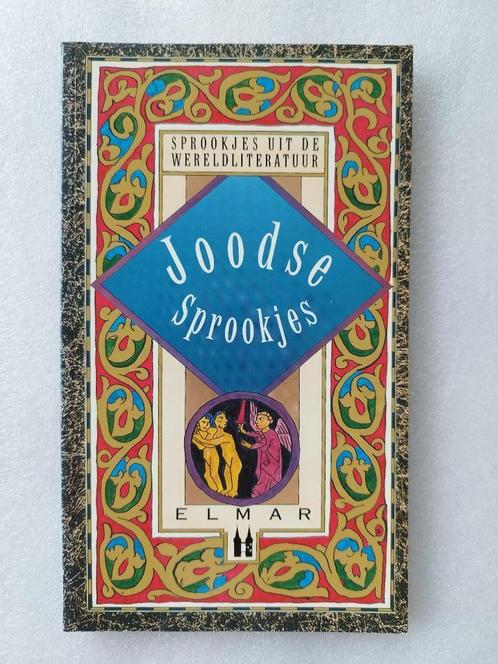 SPROOKJES UIT DE
WERELDLITERATUUR
Joodse
Sprookjes
ELMAR
E